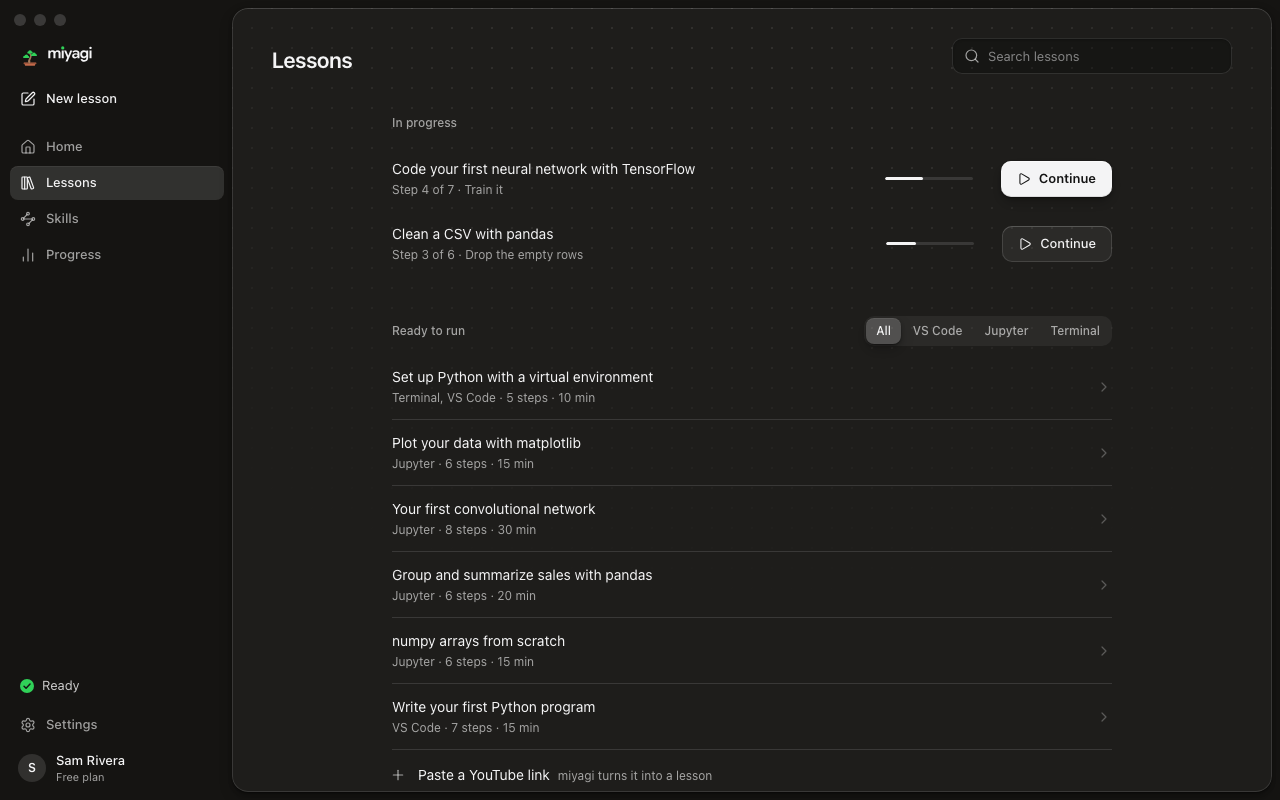 miyagi
New lesson
Home
Lessons
Skills
Progress
Ready
Settings
S
Sam Rivera
Free plan
Lessons
Search lessons
In progress
Code your first neural network with TensorFlow
Step 4 of 7 · Train it
Continue
Clean a CSV with pandas
Step 3 of 6 · Drop the empty rows
Continue
Ready to run
All VS Code Jupyter Terminal
Set up Python with a virtual environment
Terminal, VS Code · 5 steps · 10 min
Plot your data with matplotlib
Jupyter · 6 steps · 15 min
Your first convolutional network
Jupyter · 8 steps · 30 min
Group and summarize sales with pandas
Jupyter · 6 steps · 20 min
numpy arrays from scratch
Jupyter · 6 steps · 15 min
Write your first Python program
VS Code · 7 steps · 15 min
Paste a YouTube link miyagi turns it into a lesson